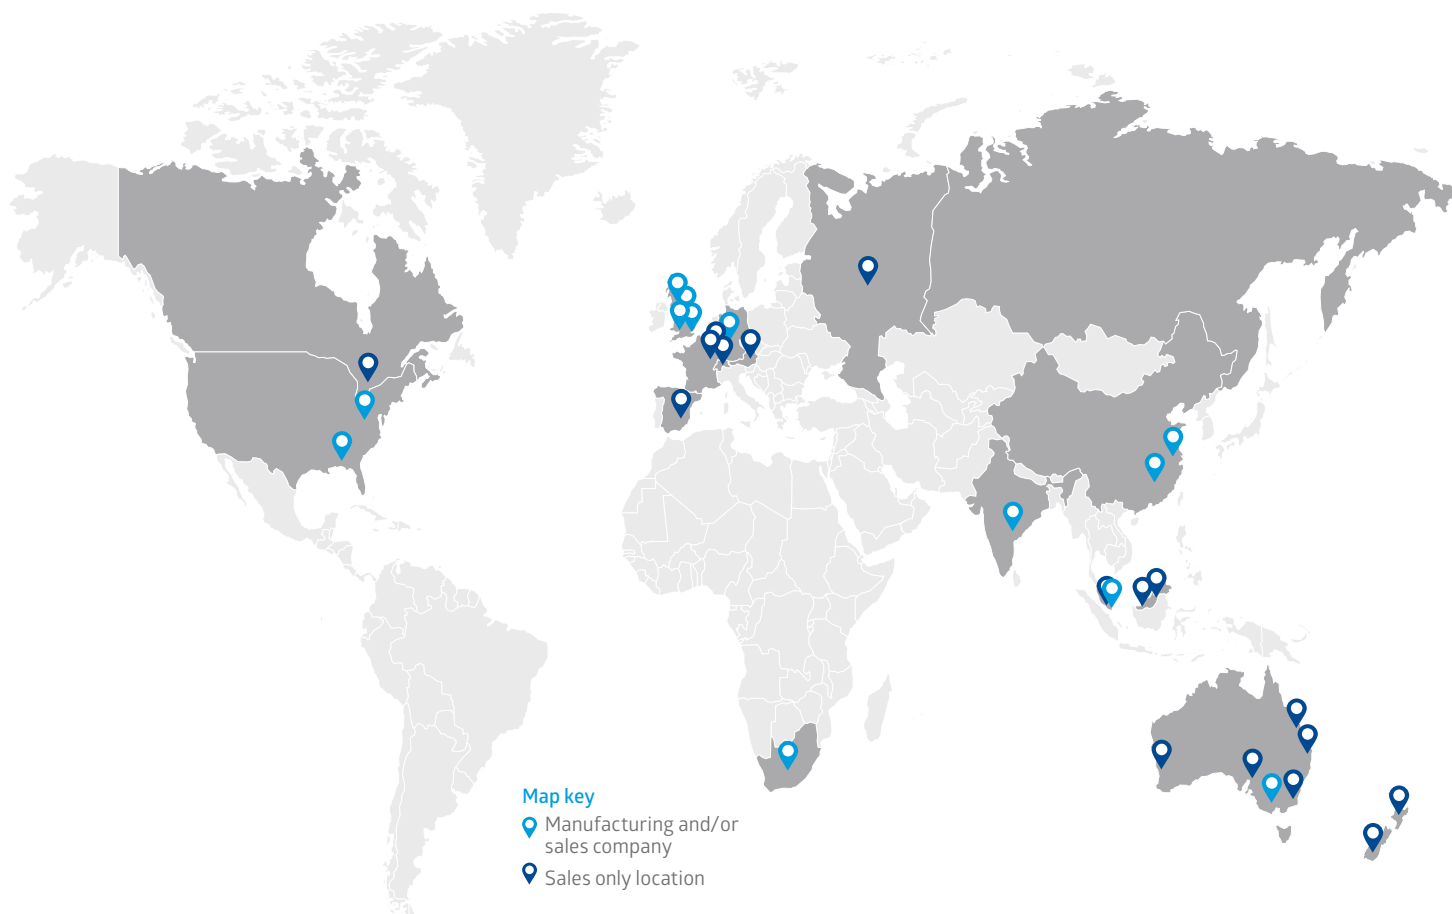 Map key
Manufacturing and/or
sales company
Sales only location